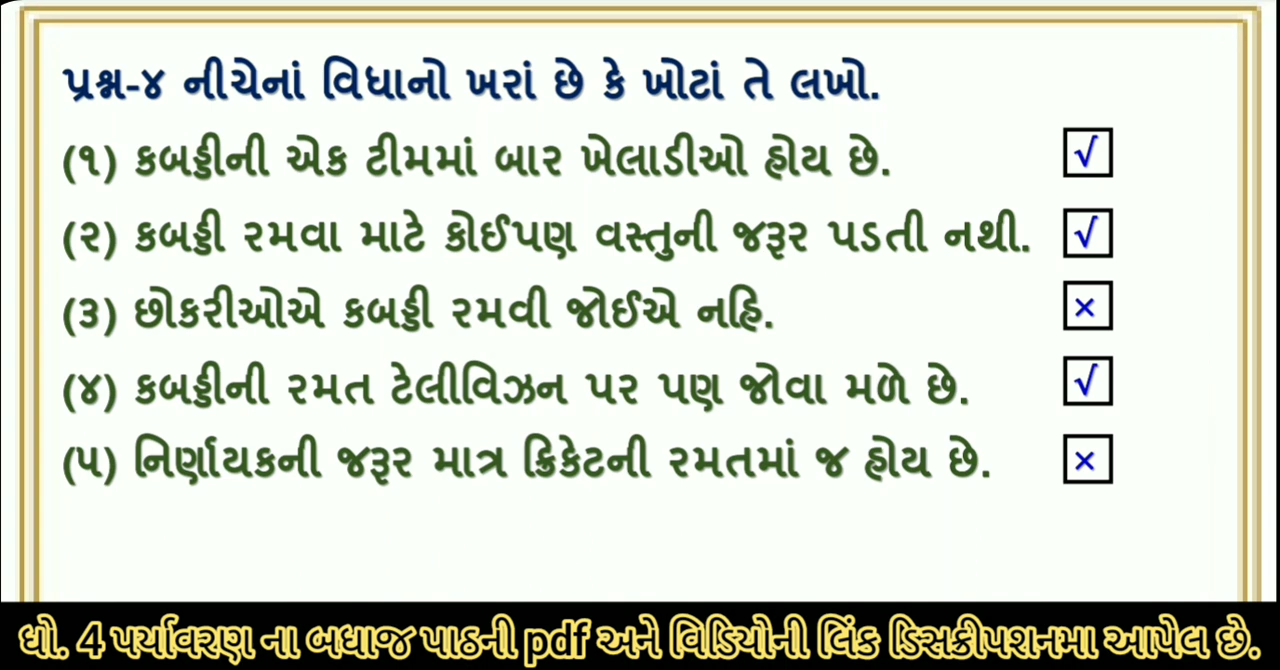 પ્રશ્ન-૪ નીચેનાં વિધાનો ખરાં છે કે ખોટાં તે લખો.
(૧) કબડ્ડીની એક ટીમમાં બાર ખેલાડીઓ હોય છે. √
(૨) કબડ્ડી રમવા માટે કોઈપણ વસ્તુની જરૂર પડતી નથી. √
(૩) છોકરીઓએ કબડ્ડી રમવી જોઈએ નહિ. ×
(૪) કબડ્ડીની રમત ટેલીવિઝન પર પણ જોવા મળે છે. √
(૫) નિર્ણાયકની જરૂર માત્ર ક્રિકેટની રમતમાં જ હોય છે. ×
ધો. 4 પર્યાવરણ ના બધાજ પાઠની pdf અને વિડિયોની લિંક ડિસક્રીપશનમા આપેલ છે.